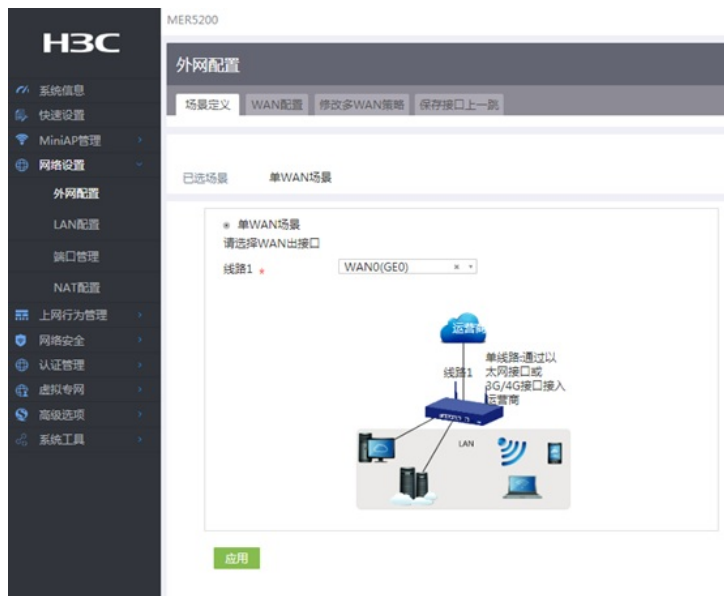 MER5200
H3C
外网配置
系统信息
快速设置
MiniAP管理
网络设置
外网配置
LAN配置
端口管理
NAT配置
上网行为管理
网络安全
认证管理
虚拟专网
高级选项
系统工具
场景定义 WAN配置 修改多WAN策略 保存接口上一跳
已选场景 单WAN场景
单WAN场景
请选择WAN出接口
线路1 * WAN0(GE0)
运营商
线路1
单线路:通过以
太网接口或
3G/4G接口接入
运营商
LAN
应用